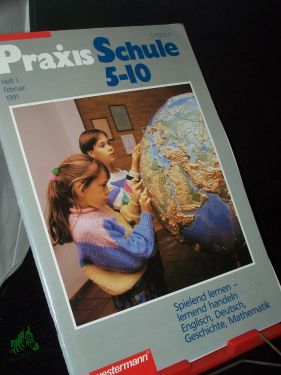 Praxis Schule
5-10
Heft 1
Februar
1991
Spielend lernen –
lernend handeln
Englisch, Deutsch,
Geschichte, Mathematik
westermann